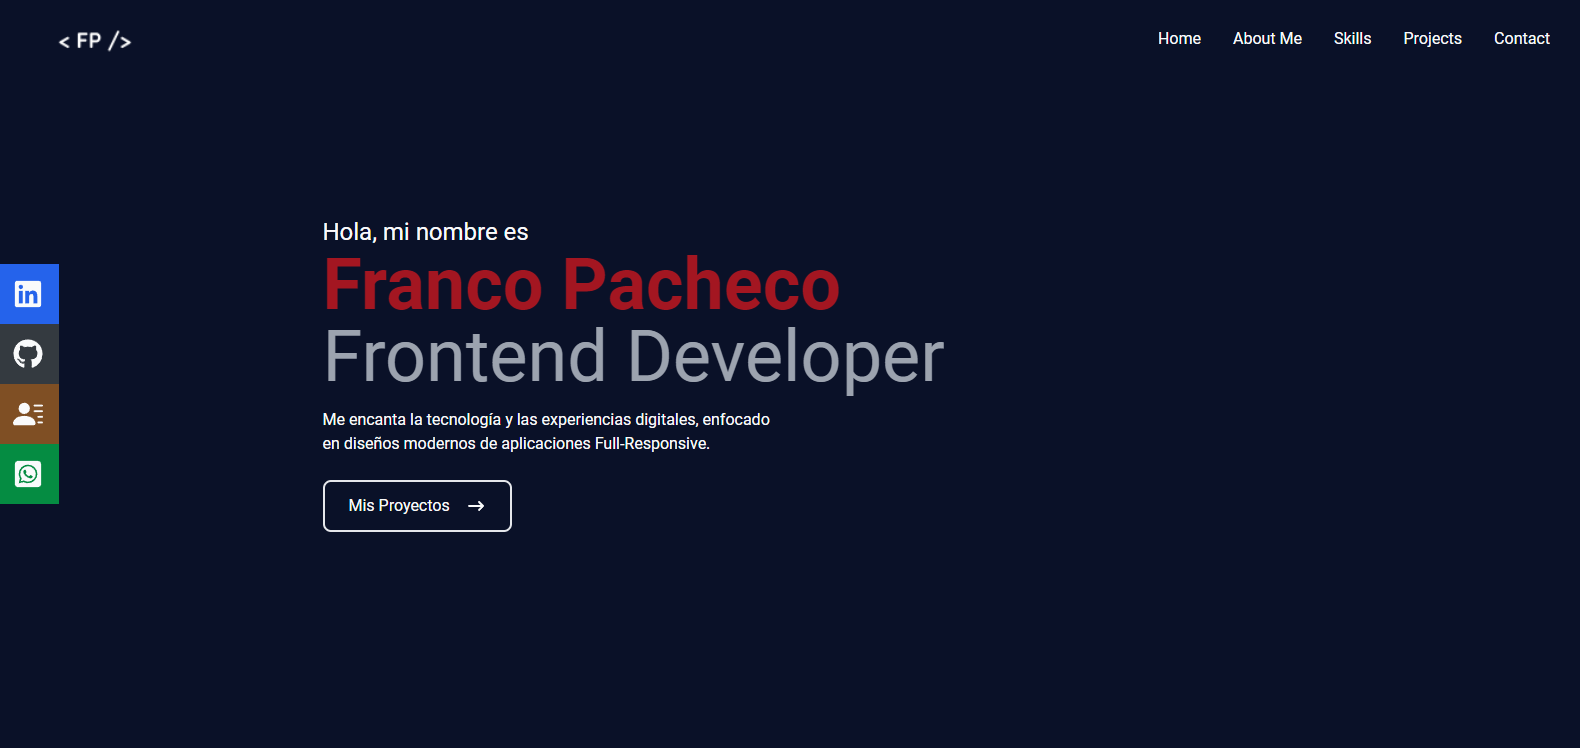 < FP />
Home About Me Skills Projects Contact
Hola, mi nombre es
Franco Pacheco
Frontend Developer
Me encanta la tecnología y las experiencias digitales, enfocado
en diseños modernos de aplicaciones Full-Responsive.
in
Mis Proyectos →